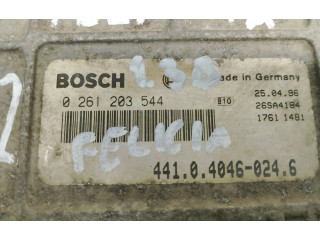 BOSCH 1.3D Made in Germany
0 261 203 544 B10 25.04.96
26SA4184
1761 1481
FELICIA
441.0.4046-024.6